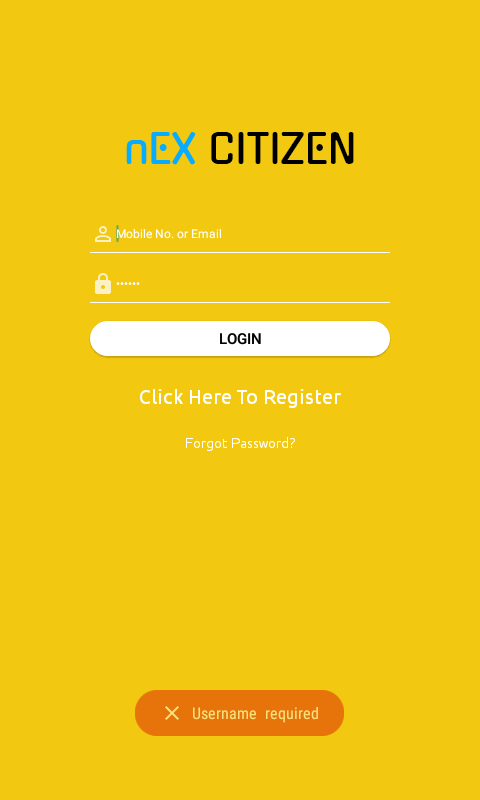 nEX CITIZEN
Mobile No. or Email
••••••
LOGIN
Click Here To Register
Forgot Password?
Username required